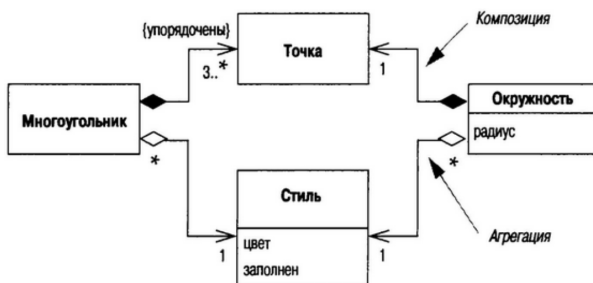 {упорядочены}
Точка
Композиция
3..*
1
Многоугольник
Окружность
радиус
*
*
Стиль
цвет
заполнен
1
1
Агрегация